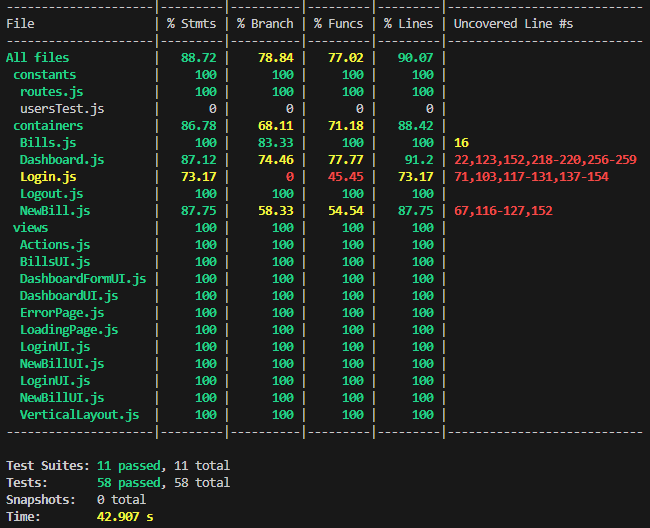 --------------------|---------|----------|---------|---------|---------------------------
File                | % Stmts | % Branch | % Funcs | % Lines | Uncovered Line #s
--------------------|---------|----------|---------|---------|---------------------------
All files           |   88.72 |    78.84 |   77.02 |   90.07 |
 constants          |     100 |      100 |     100 |     100 |
  routes.js         |     100 |      100 |     100 |     100 |
  usersTest.js      |       0 |        0 |       0 |       0 |
 containers         |   86.78 |    68.11 |   71.18 |   88.42 |
  Bills.js          |     100 |    83.33 |     100 |     100 | 16
  Dashboard.js      |   87.12 |    74.46 |   77.77 |    91.2 | 22,123,152,218-220,256-259
  Login.js          |   73.17 |        0 |   45.45 |   73.17 | 71,103,117-131,137-154
  Logout.js         |     100 |      100 |     100 |     100 |
  NewBill.js        |   87.75 |    58.33 |   54.54 |   87.75 | 67,116-127,152
 views              |     100 |      100 |     100 |     100 |
  Actions.js        |     100 |      100 |     100 |     100 |
  BillsUI.js        |     100 |      100 |     100 |     100 |
  DashboardFormUI.js |     100 |      100 |     100 |     100 |
  DashboardUI.js    |     100 |      100 |     100 |     100 |
  ErrorPage.js      |     100 |      100 |     100 |     100 |
  LoadingPage.js    |     100 |      100 |     100 |     100 |
  LoginUI.js        |     100 |      100 |     100 |     100 |
  NewBillUI.js      |     100 |      100 |     100 |     100 |
  LoginUI.js        |     100 |      100 |     100 |     100 |
  NewBillUI.js      |     100 |      100 |     100 |     100 |
  VerticalLayout.js |     100 |      100 |     100 |     100 |
--------------------|---------|----------|---------|---------|---------------------------
Test Suites: 11 passed, 11 total
Tests:       58 passed, 58 total
Snapshots:   0 total
Time:        42.907 s